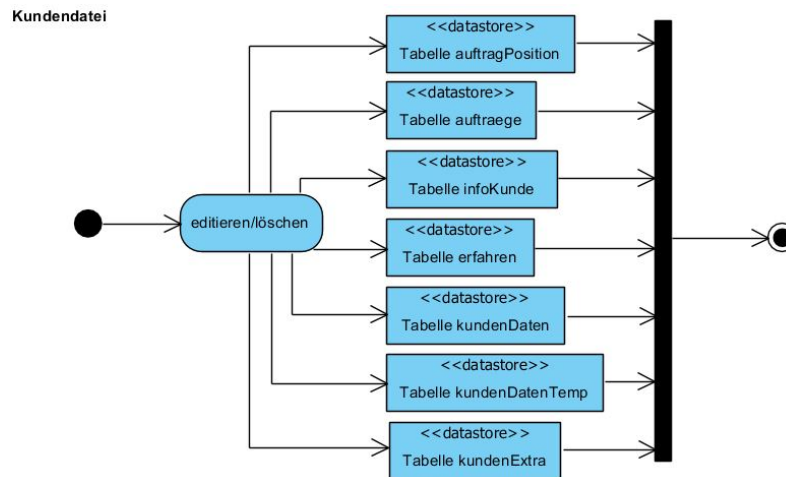 Kundendatei
<<datastore>>
Tabelle auftragPosition
<<datastore>>
Tabelle auftraege
<<datastore>>
Tabelle infoKunde
editieren/löschen
<<datastore>>
Tabelle erfahren
<<datastore>>
Tabelle kundenDaten
<<datastore>>
Tabelle kundenDatenTemp
<<datastore>>
Tabelle kundenExtra